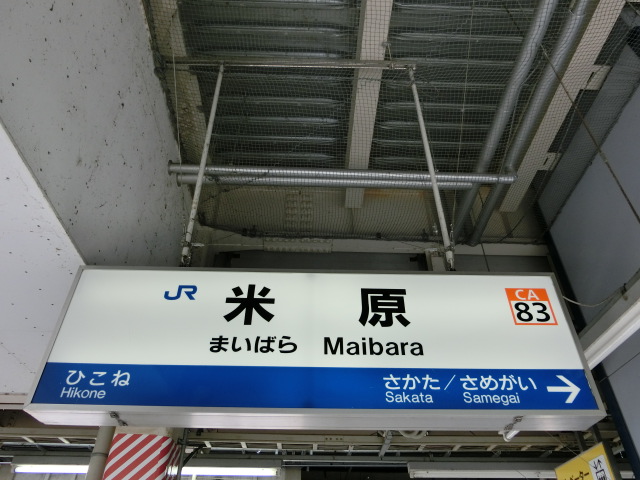 JR 米原 CA 83
まいばら Maibara
ひこね さかた／さめがい →
Hikone Sakata Samegai